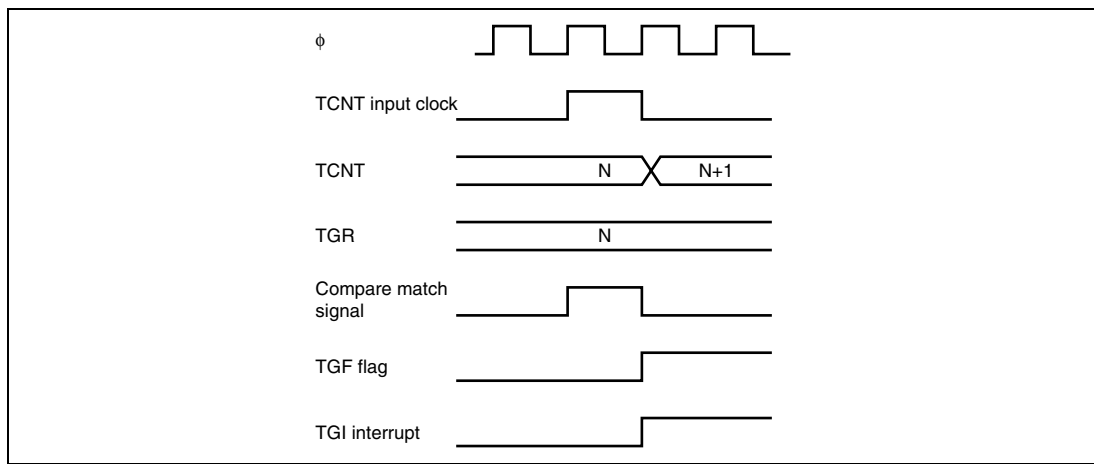 ϕ
TCNT input clock
TCNT
N
N+1
TGR
N
Compare match
signal
TGF flag
TGI interrupt